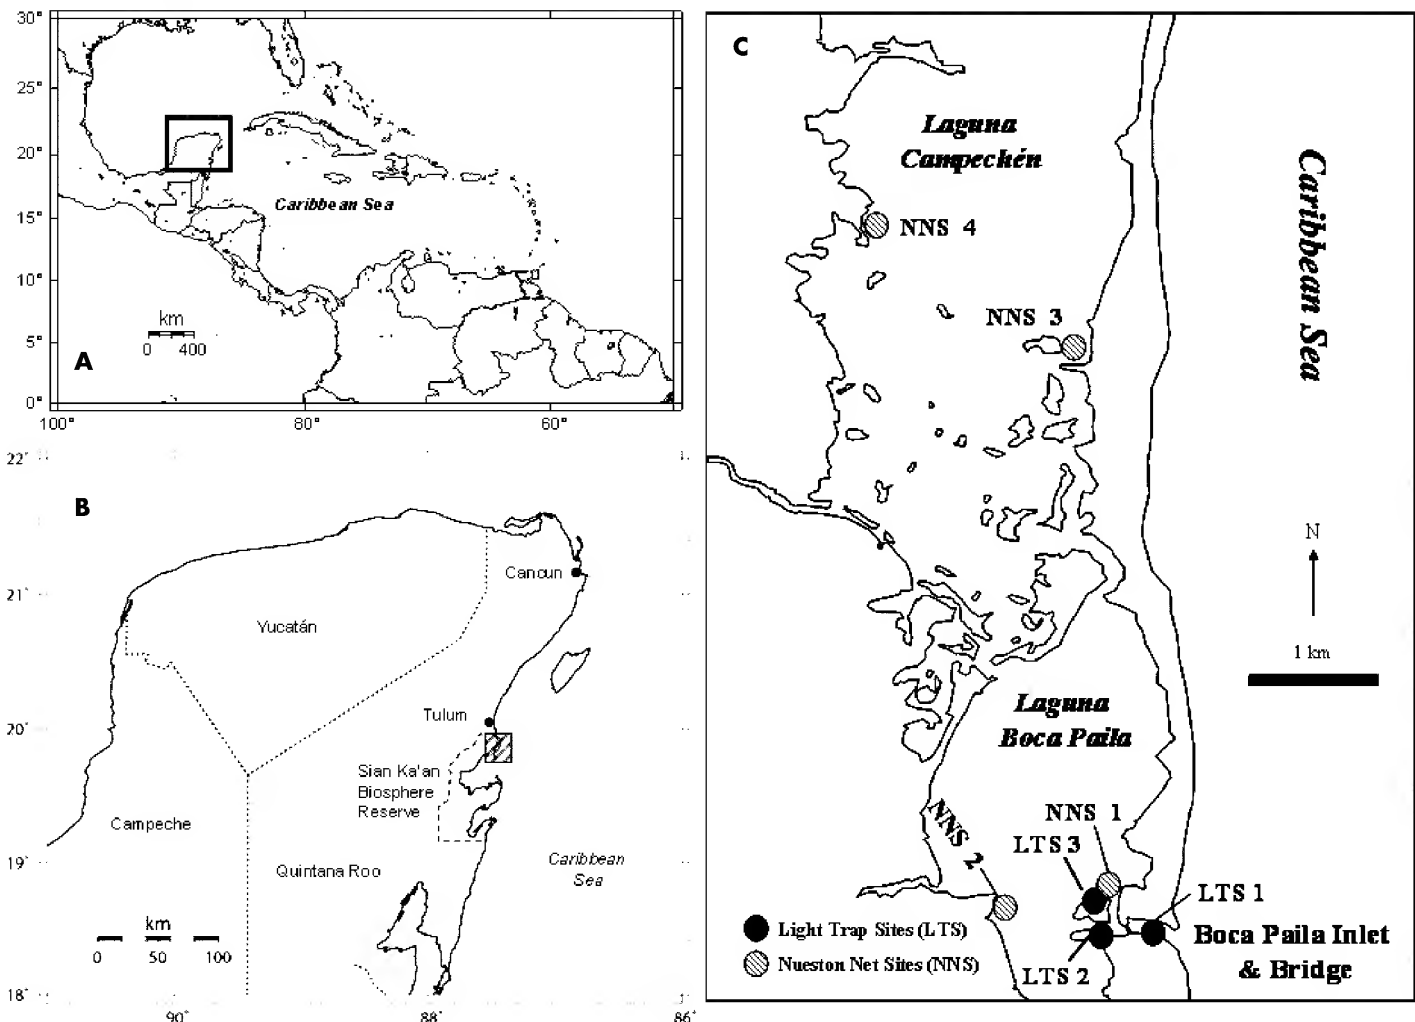 30°
25°
20°
15°
10°
5°
0°
100°
80°
60°
Caribbean Sea
km
0 400
A
B
22°
21°
20°
19°
18°
90°
88°
86°
Cancun
Yucatán
Tulum
Sian Ka'an
Biosphere
Reserve
Campeche
Quintana Roo
Caribbean
Sea
km
0 50 100
C
Laguna
Campechén
Caribbean Sea
NNS 4
NNS 3
N
1 km
Laguna
Boca Paila
NNS 1
NNS 2
LTS 3
LTS 1
Boca Paila Inlet
& Bridge
LTS 2
Light Trap Sites (LTS)
Nueston Net Sites (NNS)